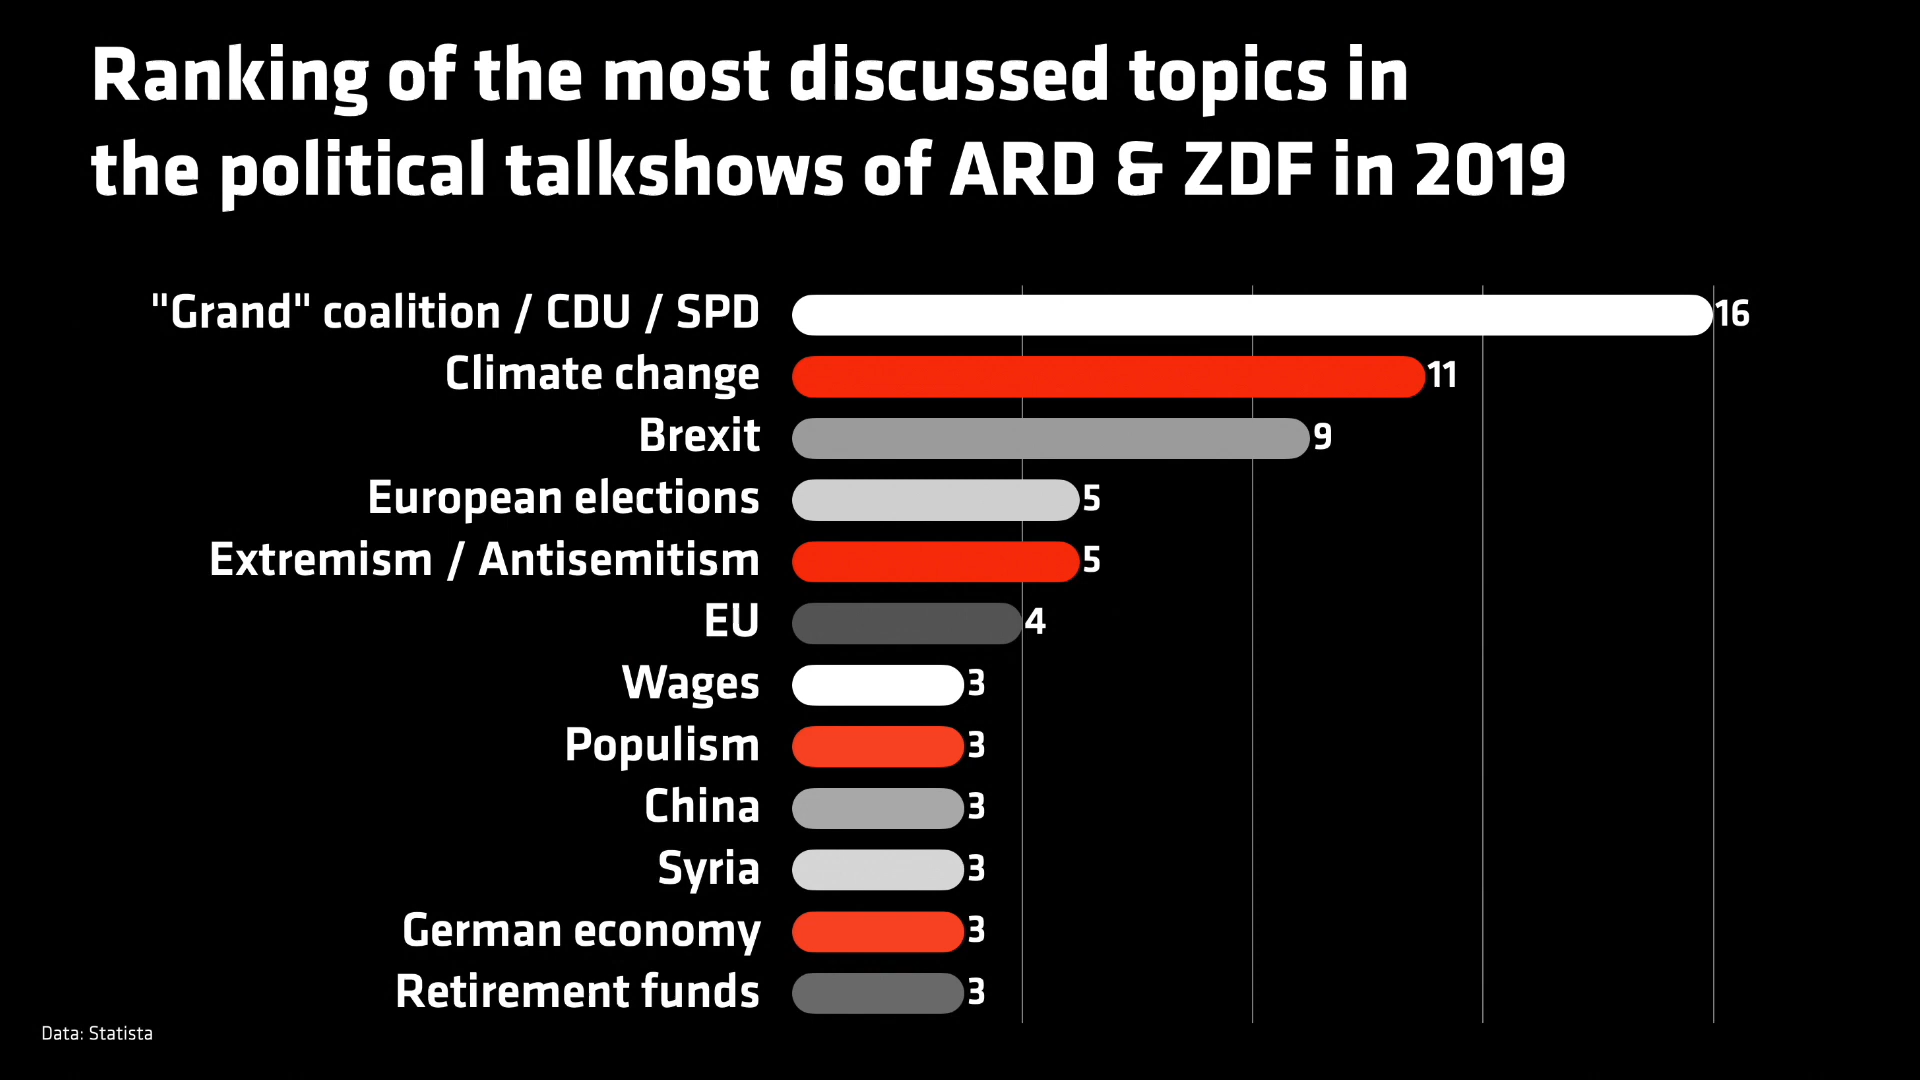 Ranking of the most discussed topics in
the political talkshows of ARD & ZDF in 2019
"Grand" coalition / CDU / SPD 16
Climate change 11
Brexit 9
European elections 5
Extremism / Antisemitism 5
EU 4
Wages 3
Populism 3
China 3
Syria 3
German economy 3
Retirement funds 3
Data: Statista